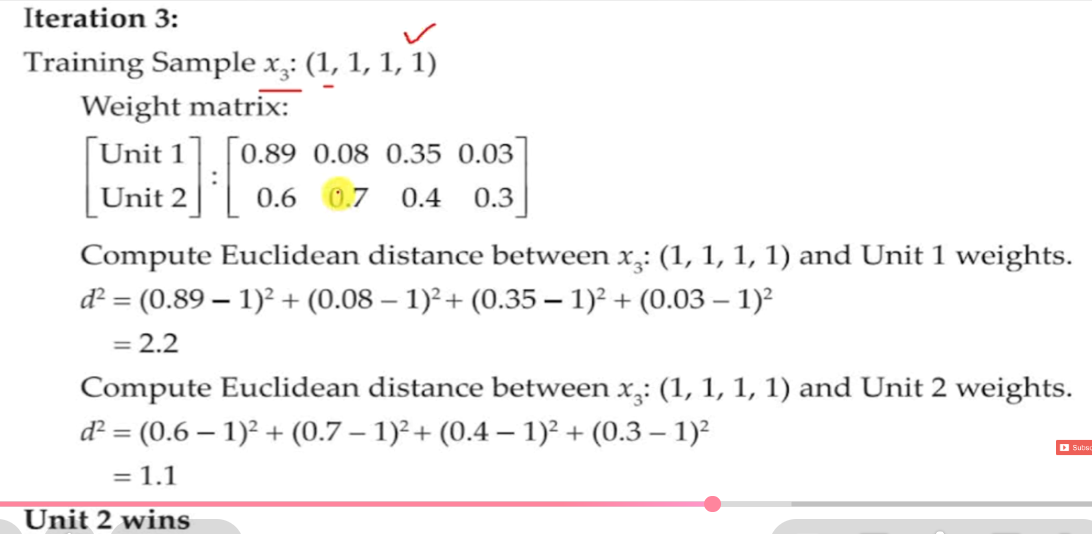 Iteration 3:
Training Sample x₃: (1, 1, 1, 1)
Weight matrix:
[Unit 1] : [0.89 0.08 0.35 0.03]
[Unit 2] [0.6 0.7 0.4 0.3]
Compute Euclidean distance between x₃: (1, 1, 1, 1) and Unit 1 weights.
d² = (0.89 – 1)² + (0.08 – 1)² + (0.35 – 1)² + (0.03 – 1)²
= 2.2
Compute Euclidean distance between x₃: (1, 1, 1, 1) and Unit 2 weights.
d² = (0.6 – 1)² + (0.7 – 1)² + (0.4 – 1)² + (0.3 – 1)²
= 1.1
Unit 2 wins